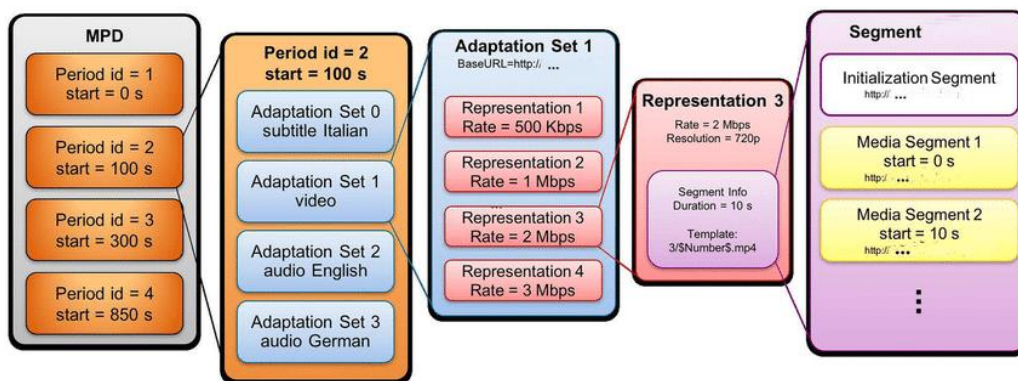 MPD
Period id = 1
start = 0 s
Period id = 2
start = 100 s
Period id = 3
start = 300 s
Period id = 4
start = 850 s
Period id = 2
start = 100 s
Adaptation Set 0
subtitle Italian
Adaptation Set 1
video
Adaptation Set 2
audio English
Adaptation Set 3
audio German
Adaptation Set 1
BaseURL=http:// ...
Representation 1
Rate = 500 Kbps
Representation 2
Rate = 1 Mbps
...
Representation 3
Rate = 2 Mbps
Representation 4
Rate = 3 Mbps
Representation 3
Rate = 2 Mbps
Resolution = 720p
Segment Info
Duration = 10 s
Template:
3/$Number$.mp4
Segment
Initialization Segment
http:// ...
Media Segment 1
start = 0 s
http:// ...
Media Segment 2
start = 10 s
http:// ...